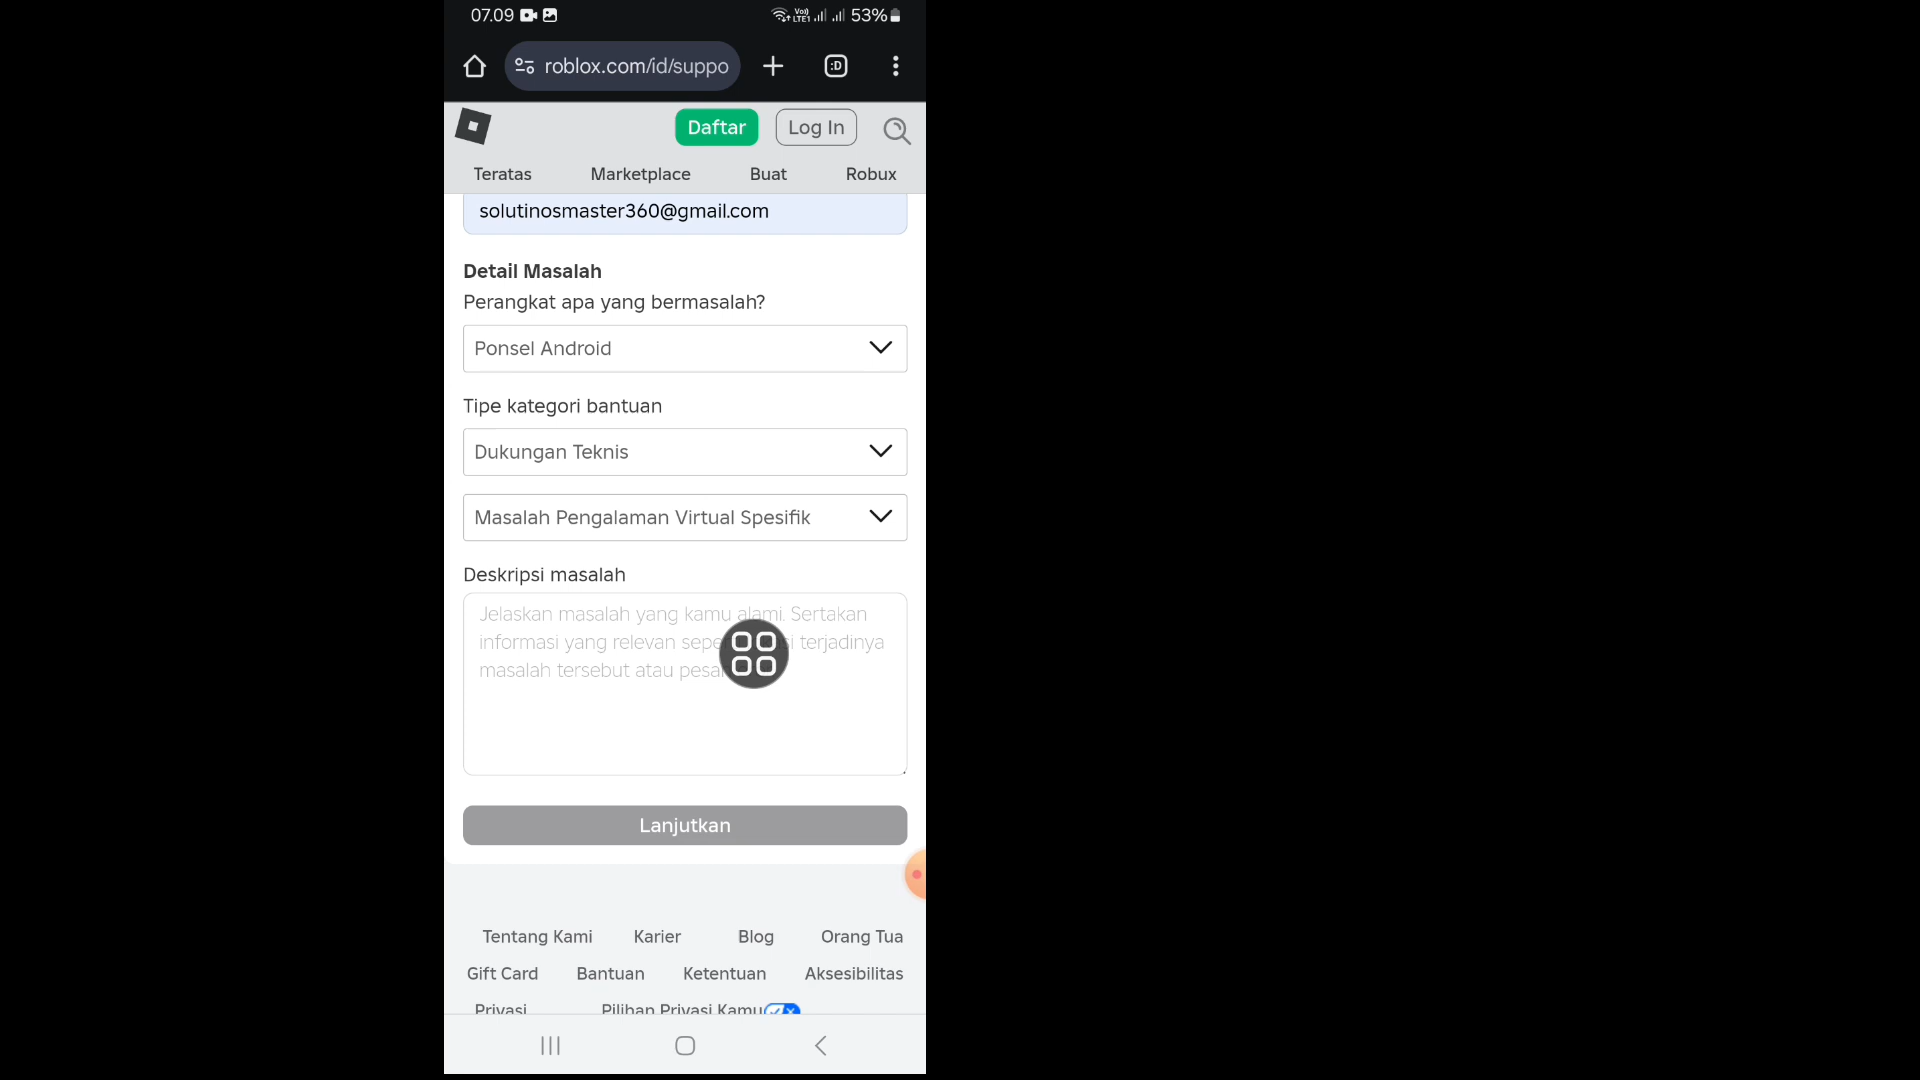 07.09
Vo)) LTE1 53%
:D
roblox.com/id/suppo
Daftar
Log In
Teratas Marketplace Buat Robux
solutinosmaster360@gmail.com
Detail Masalah
Perangkat apa yang bermasalah?
Ponsel Android
Tipe kategori bantuan
Dukungan Teknis
Masalah Pengalaman Virtual Spesifik
Deskripsi masalah
Jelaskan masalah yang kamu alami. Sertakan
informasi yang relevan terjadinya
masalah tersebut atau
Lanjutkan
Tentang Kami Karier Blog Orang Tua
Gift Card Bantuan Ketentuan Aksesibilitas
Privasi Pilihan Privasi Kamu